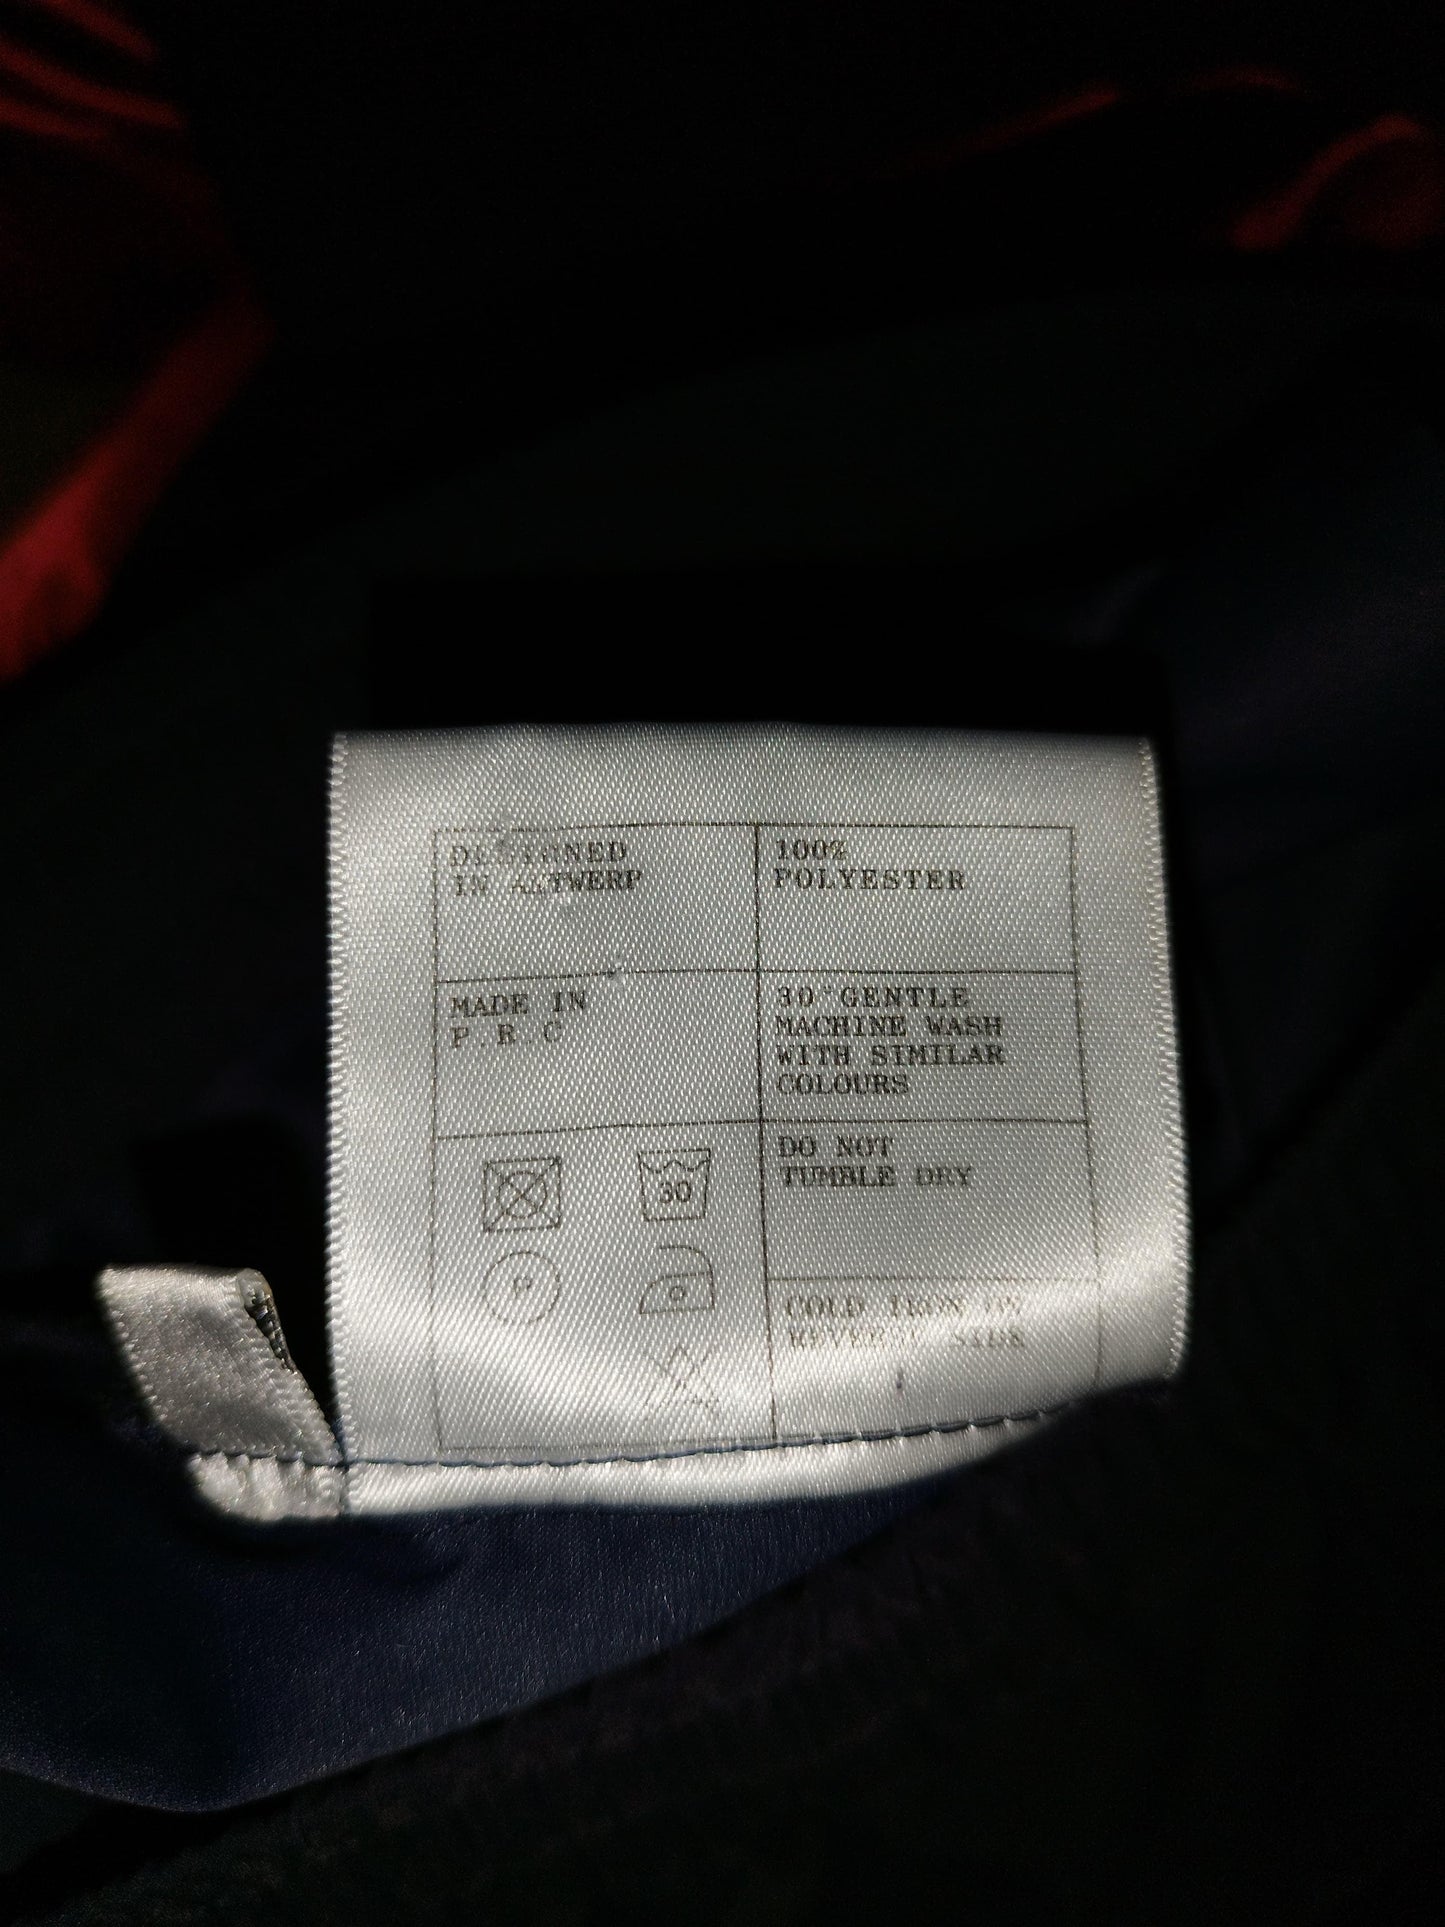 DESIGNED
IN ANTWERP
100%
POLYESTER
MADE IN
P.R.C
30°GENTLE
MACHINE WASH
WITH SIMILAR
COLOURS
30
P
DO NOT
TUMBLE DRY
COLD IRON ON
REVERSE SIDE